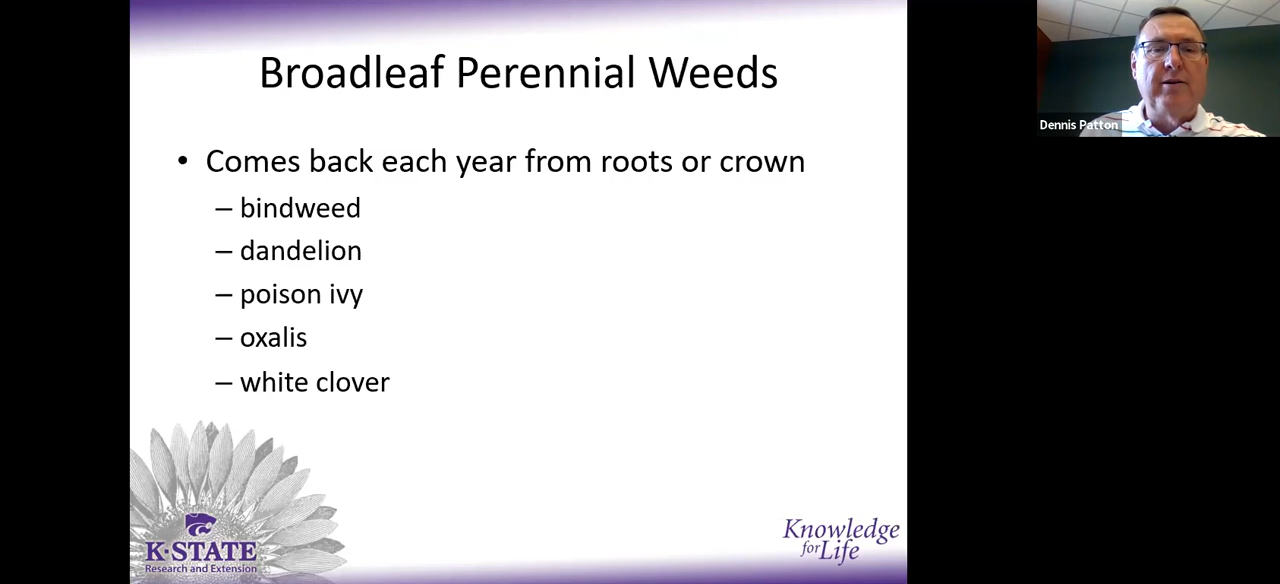 Broadleaf Perennial Weeds
• Comes back each year from roots or crown
– bindweed
– dandelion
– poison ivy
– oxalis
– white clover
K-STATE
Research and Extension
Knowledge
for Life
Dennis Patton